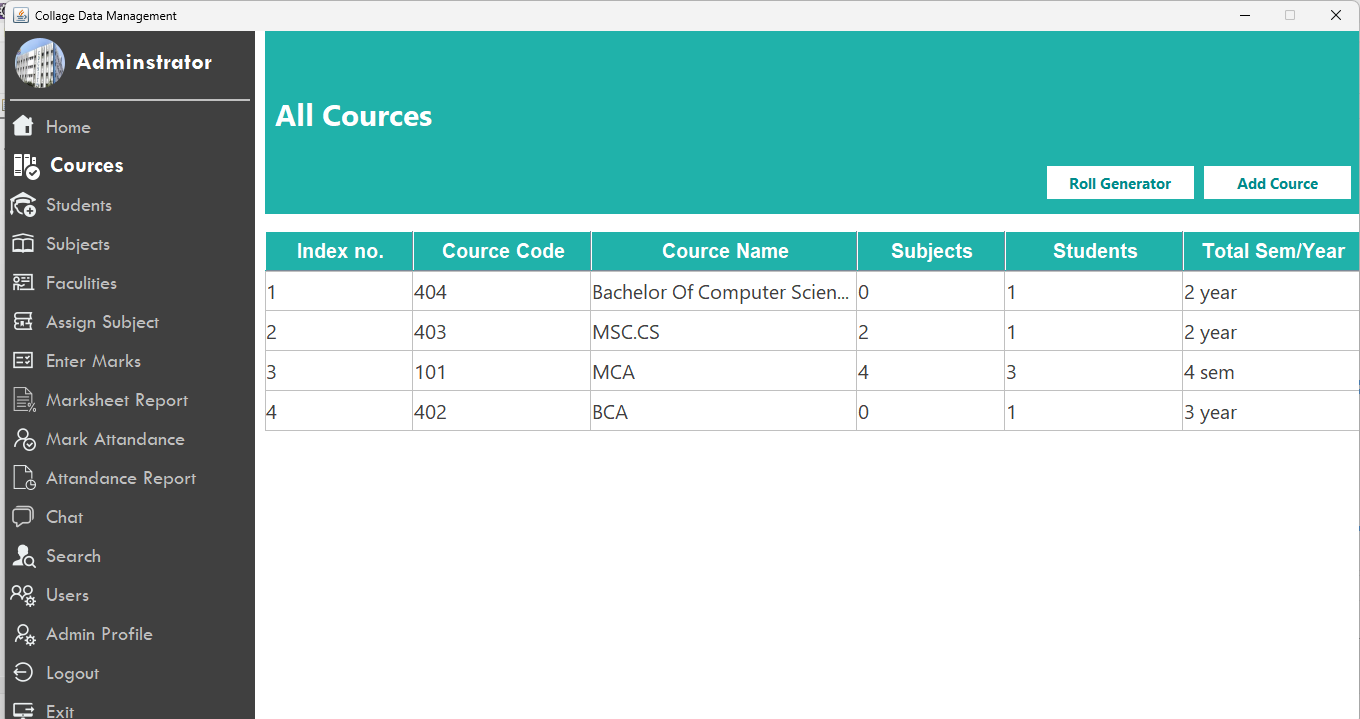 Collage Data Management
Adminstrator
Home
Cources
Students
Subjects
Faculities
Assign Subject
Enter Marks
Marksheet Report
Mark Attandance
Attandance Report
Chat
Search
Users
Admin Profile
Logout
Exit
All Cources
Roll Generator Add Cource
Index no. Cource Code Cource Name Subjects Students Total Sem/Year
1 404 Bachelor Of Computer Scien... 0 1 2 year
2 403 MSC.CS 2 1 2 year
3 101 MCA 4 3 4 sem
4 402 BCA 0 1 3 year